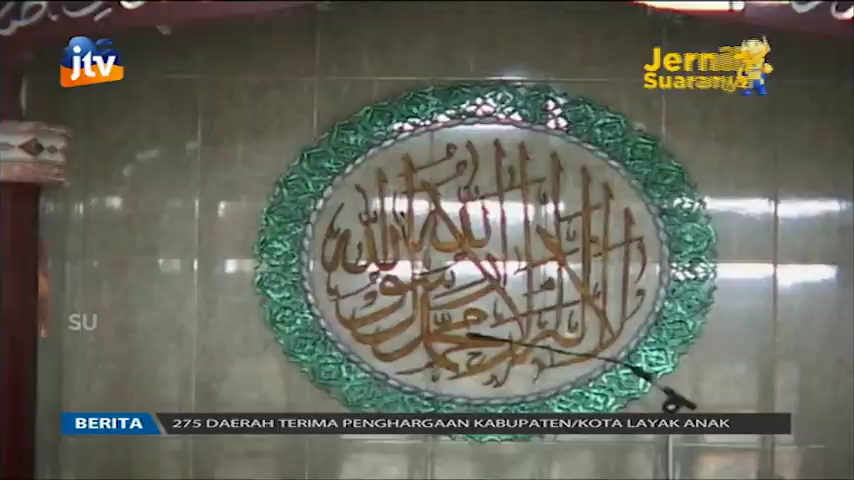 jtv
Suaranya
لا إله إلا الله محمد رسول الله
SU
BERITA
275 DAERAH TERIMA PENGHARGAAN KABUPATEN/KOTA LAYAK ANAK